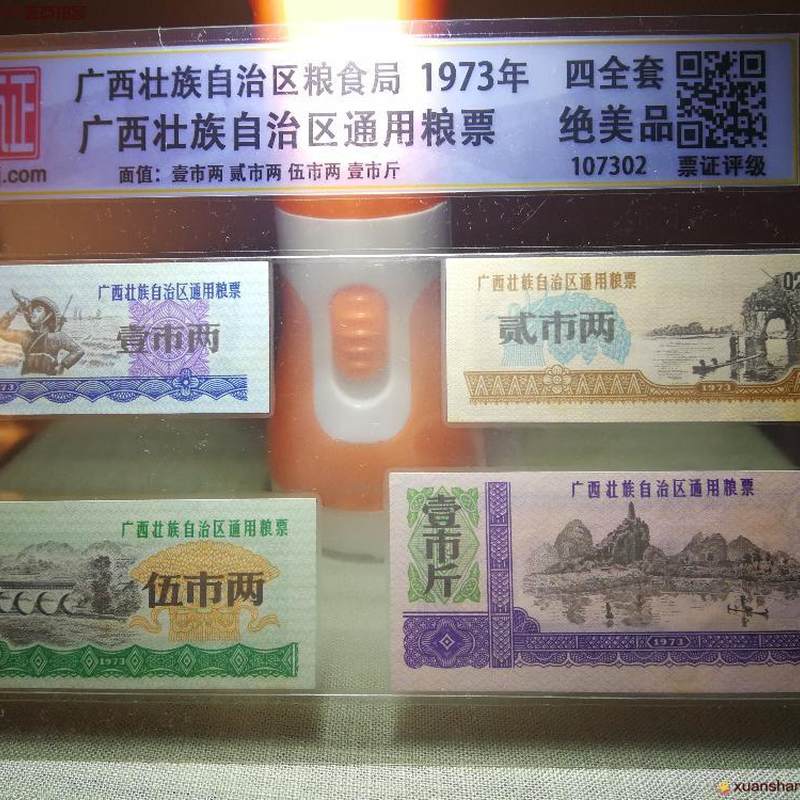 证
广西壮族自治区粮食局 1973年 四全套
广西壮族自治区通用粮票 绝美品
j.com 面值：壹市两 贰市两 伍市两 壹市斤 107302 票证评级
广西壮族自治区通用粮票
壹市两
1973
广西壮族自治区通用粮票
贰市两
1973
广西壮族自治区通用粮票
伍市两
1973
广西壮族自治区通用粮票
壹市斤
1973
xuanshan